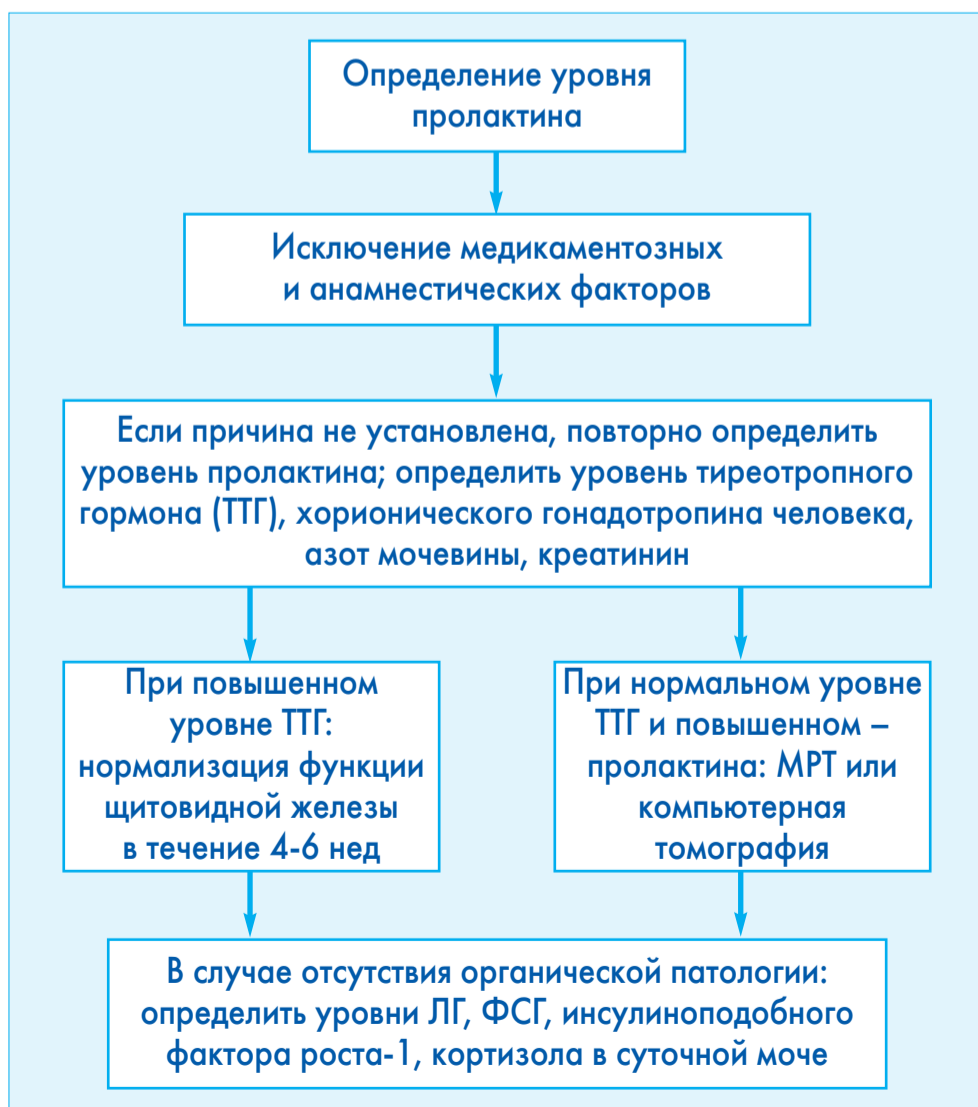 Определение уровня
пролактина
Исключение медикаментозных
и анамнестических факторов
Если причина не установлена, повторно определить
уровень пролактина; определить уровень тиреотропного
гормона (ТТГ), хорионического гонадотропина человека,
азот мочевины, креатинин
При повышенном
уровне ТТГ:
нормализация функции
щитовидной железы
в течение 4-6 нед
При нормальном уровне
ТТГ и повышенном –
пролактина: МРТ или
компьютерная
томография
В случае отсутствия органической патологии:
определить уровни ЛГ, ФСГ, инсулиноподобного
фактора роста-1, кортизола в суточной моче